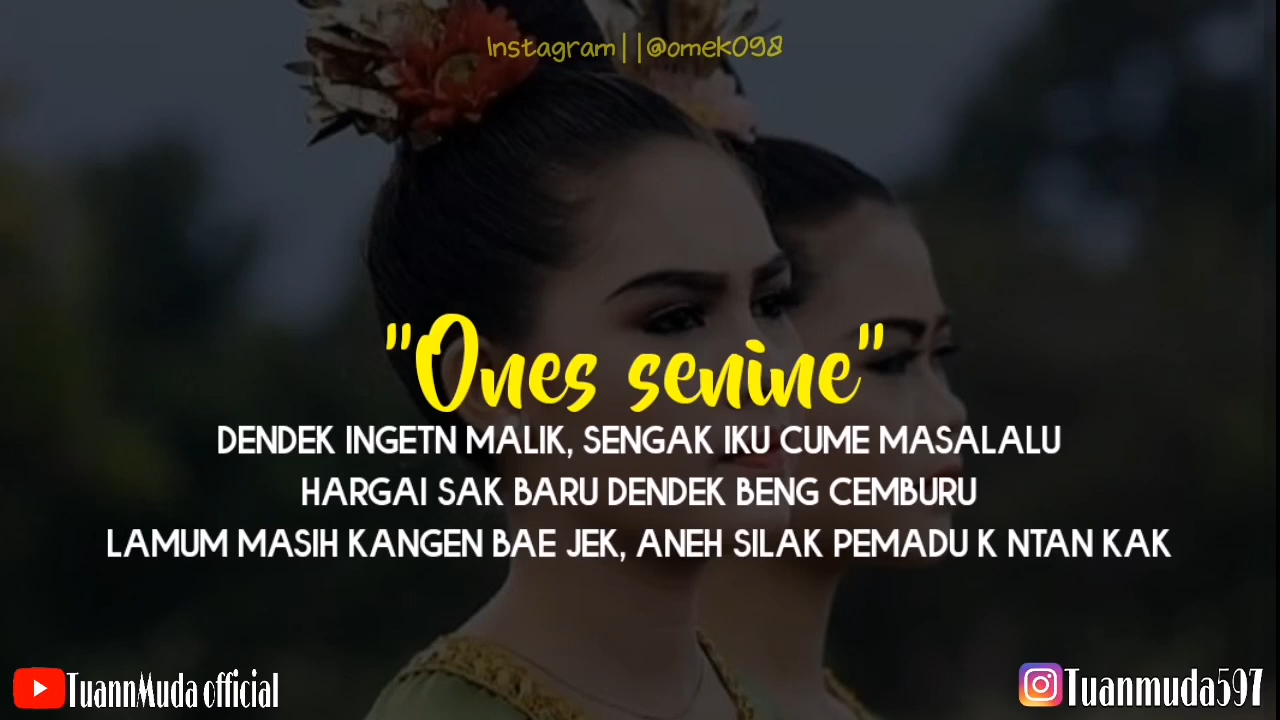 Instagram||@omek098
"Ones senine"
DENDEK INGETN MALIK, SENGAK IKU CUME MASALALU
HARGAI SAK BARU DENDEK BENG CEMBURU
LAMUM MASIH KANGEN BAE JEK, ANEH SILAK PEMADU K NTAN KAK
TuannMuda official
Tuanmuda597